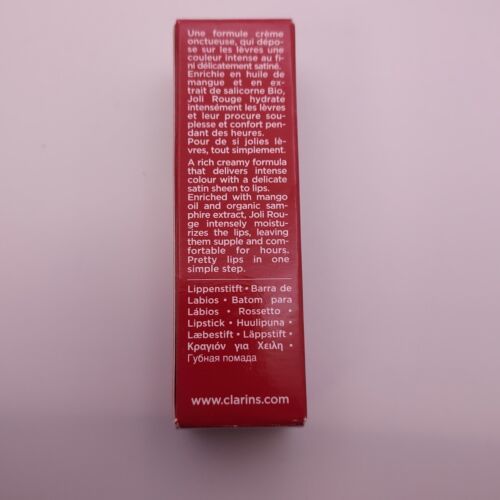 Une formule crème
onctueuse, qui dépo-
se sur les lèvres une
couleur intense au fi-
ni délicatement satiné.
Enrichie en huile de
mangue et en ex-
trait de salicorne Bio,
Joli Rouge hydrate
intensément les lèvres
et leur procure sou-
plesse et confort pen-
dant des heures.
Pour de si jolies lè-
vres, tout simplement.
A rich creamy formula
that delivers intense
colour with a delicate
satin sheen to lips.
Enriched with mango
oil and organic sam-
phire extract, Joli Rou-
ge intensely moistu-
rizes the lips, leaving
them supple and com-
fortable for hours.
Pretty lips in one
simple step.
Lippenstitft • Barra de
Labios • Batom para
Lábios • Rossetto •
Lipstick • Huulipuna •
Læbestift • Läppstift •
Κραγιόν για Χείλη •
Губная помада
www.clarins.com